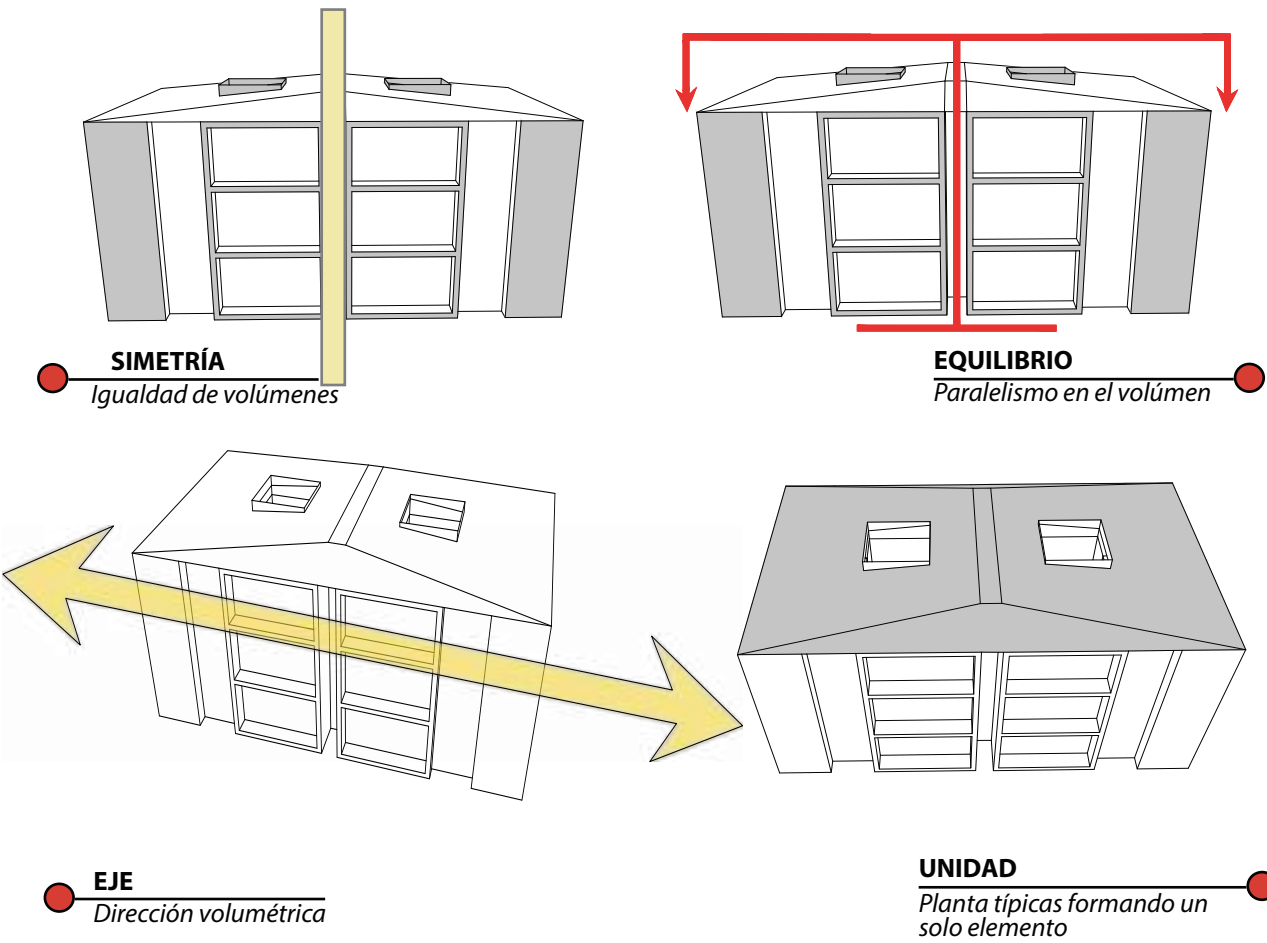 SIMETRÍA
Igualdad de volúmenes
EQUILIBRIO
Paralelismo en el volúmen
EJE
Dirección volumétrica
UNIDAD
Planta típicas formando un
solo elemento